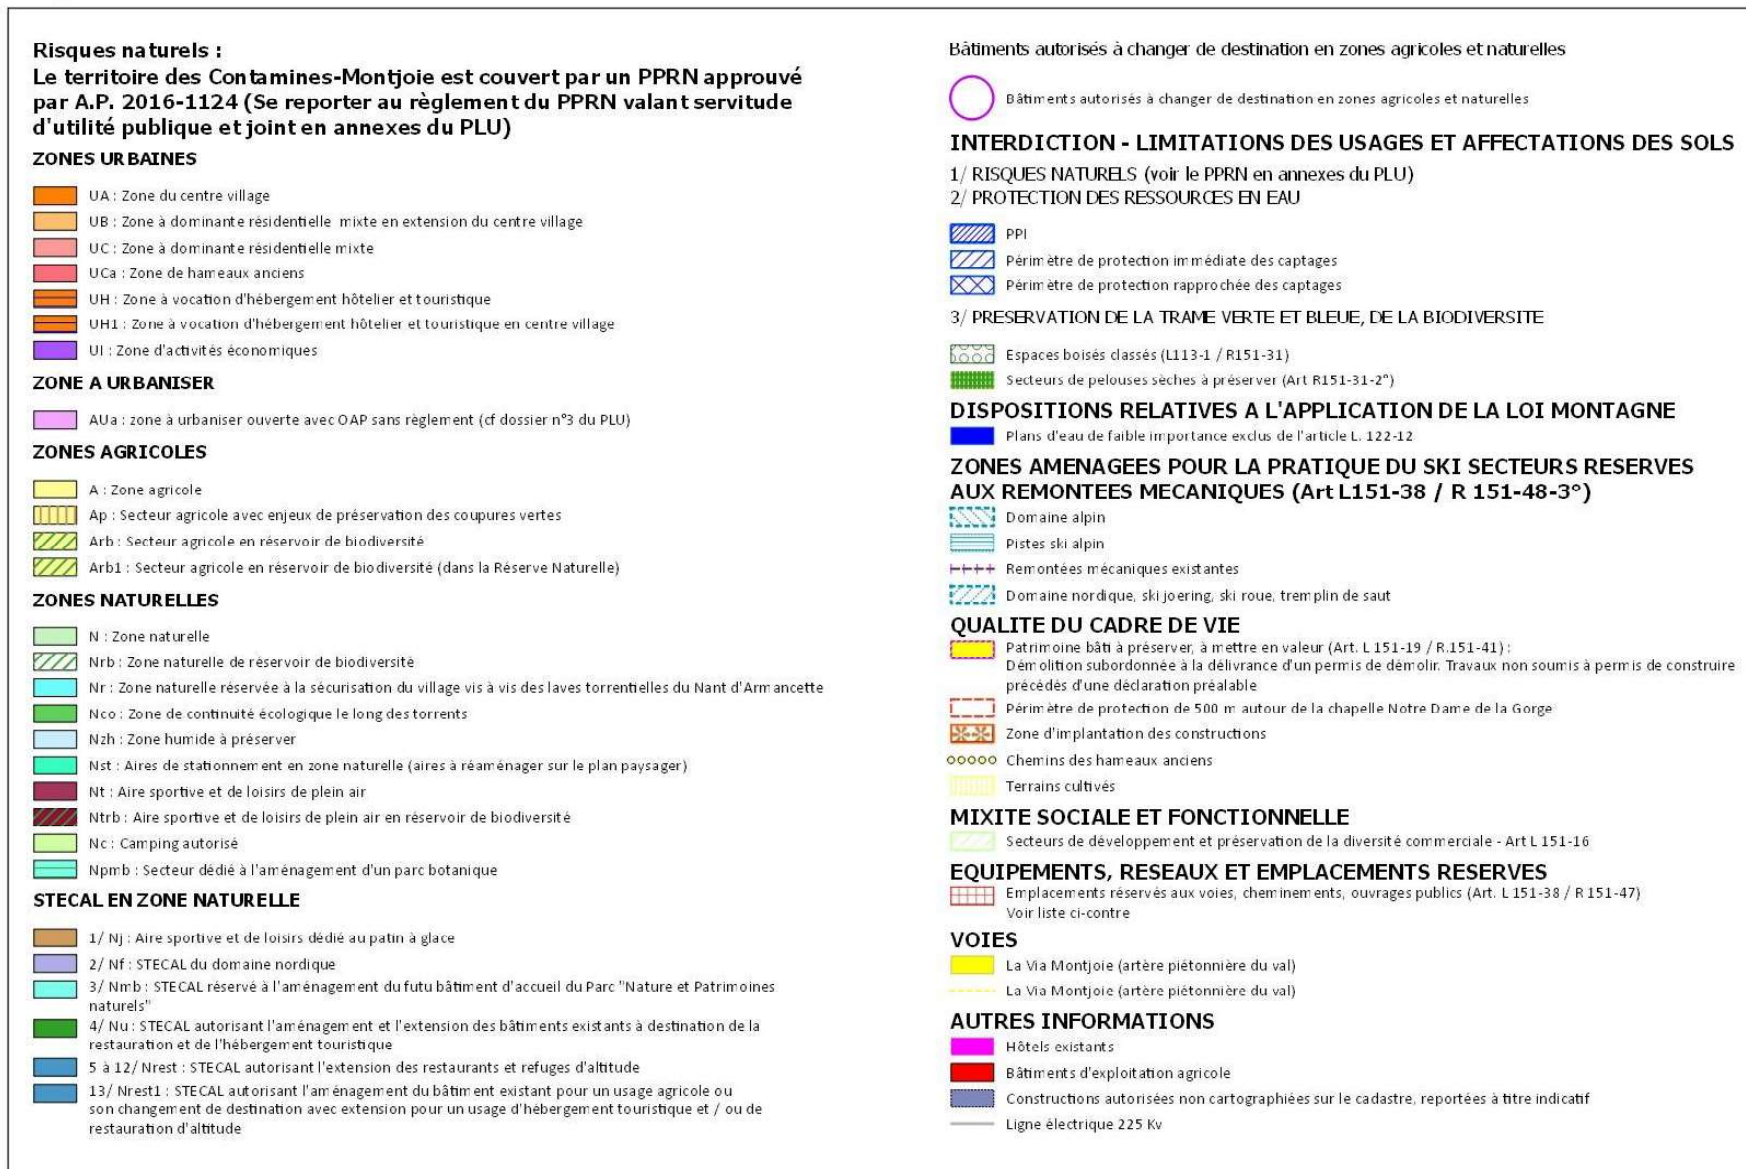 Risques naturels :
Le territoire des Contamines-Montjoie est couvert par un PPRN approuvé
par A.P. 2016-1124 (Se reporter au règlement du PPRN valant servitude
d'utilité publique et joint en annexes du PLU)
ZONES URBAINES
UA : Zone du centre village
UB : Zone à dominante résidentielle mixte en extension du centre village
UC : Zone à dominante résidentielle mixte
UCa : Zone de hameaux anciens
UH : Zone à vocation d'hébergement hôtelier et touristique
UH1 : Zone à vocation d'hébergement hôtelier et touristique en centre village
UI : Zone d'activités économiques
ZONE A URBANISER
AUa : zone à urbaniser ouverte avec OAP sans règlement (cf dossier n°3 du PLU)
ZONES AGRICOLES
A : Zone agricole
Ap : Secteur agricole avec enjeux de préservation des coupures vertes
Arb : Secteur agricole en réservoir de biodiversité
Arb1 : Secteur agricole en réservoir de biodiversité (dans la Réserve Naturelle)
ZONES NATURELLES
N : Zone naturelle
Nrb : Zone naturelle de réservoir de biodiversité
Nr : Zone naturelle réservée à la sécurisation du village vis à vis des laves torrentielles du Nant d'Armancette
Nco : Zone de continuité écologique le long des torrents
Nzh : Zone humide à préserver
Nst : Aires de stationnement en zone naturelle (aires à réaménager sur le plan paysager)
Nt : Aire sportive et de loisirs de plein air
Ntrb : Aire sportive et de loisirs de plein air en réservoir de biodiversité
Nc : Camping autorisé
Npmb : Secteur dédié à l'aménagement d'un parc botanique
STECAL EN ZONE NATURELLE
1/ Nj : Aire sportive et de loisirs dédié au patin à glace
2/ Nf : STECAL du domaine nordique
3/ Nmb : STECAL réservé à l'aménagement du futu bâtiment d'accueil du Parc "Nature et Patrimoines
naturels"
4/ Nu : STECAL autorisant l'aménagement et l'extension des bâtiments existants à destination de la
restauration et de l'hébergement touristique
5 à 12/ Nrest : STECAL autorisant l'extension des restaurants et refuges d'altitude
13/ Nrest1 : STECAL autorisant l'aménagement du bâtiment existant pour un usage agricole ou
son changement de destination avec extension pour un usage d'hébergement touristique et / ou de
restauration d'altitude
Bâtiments autorisés à changer de destination en zones agricoles et naturelles
Bâtiments autorisés à changer de destination en zones agricoles et naturelles
INTERDICTION - LIMITATIONS DES USAGES ET AFFECTATIONS DES SOLS
1/ RISQUES NATURELS (voir le PPRN en annexes du PLU)
2/ PROTECTION DES RESSOURCES EN EAU
PPI
Périmètre de protection immédiate des captages
Périmètre de protection rapprochée des captages
3/ PRESERVATION DE LA TRAME VERTE ET BLEUE, DE LA BIODIVERSITE
Espaces boisés classés (L113-1 / R151-31)
Secteurs de pelouses sèches à préserver (Art R151-31-2°)
DISPOSITIONS RELATIVES A L'APPLICATION DE LA LOI MONTAGNE
Plans d'eau de faible importance exclus de l'article L. 122-12
ZONES AMENAGEES POUR LA PRATIQUE DU SKI SECTEURS RESERVES
AUX REMONTEES MECANIQUES (Art L151-38 / R 151-48-3°)
Domaine alpin
Pistes ski alpin
Remontées mécaniques existantes
Domaine nordique, ski joering, ski roue, tremplin de saut
QUALITE DU CADRE DE VIE
Patrimoine bâti à préserver, à mettre en valeur (Art. L 151-19 / R.151-41) :
Démolition subordonnée à la délivrance d'un permis de démolir. Travaux non soumis à permis de construire
précédés d'une déclaration préalable
Périmètre de protection de 500 m autour de la chapelle Notre Dame de la Gorge
Zone d'implantation des constructions
Chemins des hameaux anciens
Terrains cultivés
MIXITE SOCIALE ET FONCTIONNELLE
Secteurs de développement et préservation de la diversité commerciale - Art L 151-16
EQUIPEMENTS, RESEAUX ET EMPLACEMENTS RESERVES
Emplacements réservés aux voies, cheminements, ouvrages publics (Art. L 151-38 / R 151-47)
Voir liste ci-contre
VOIES
La Via Montjoie (artère piétonnière du val)
La Via Montjoie (artère piétonnière du val)
AUTRES INFORMATIONS
Hôtels existants
Bâtiments d'exploitation agricole
Constructions autorisées non cartographiées sur le cadastre, reportées à titre indicatif
Ligne électrique 225 Kv